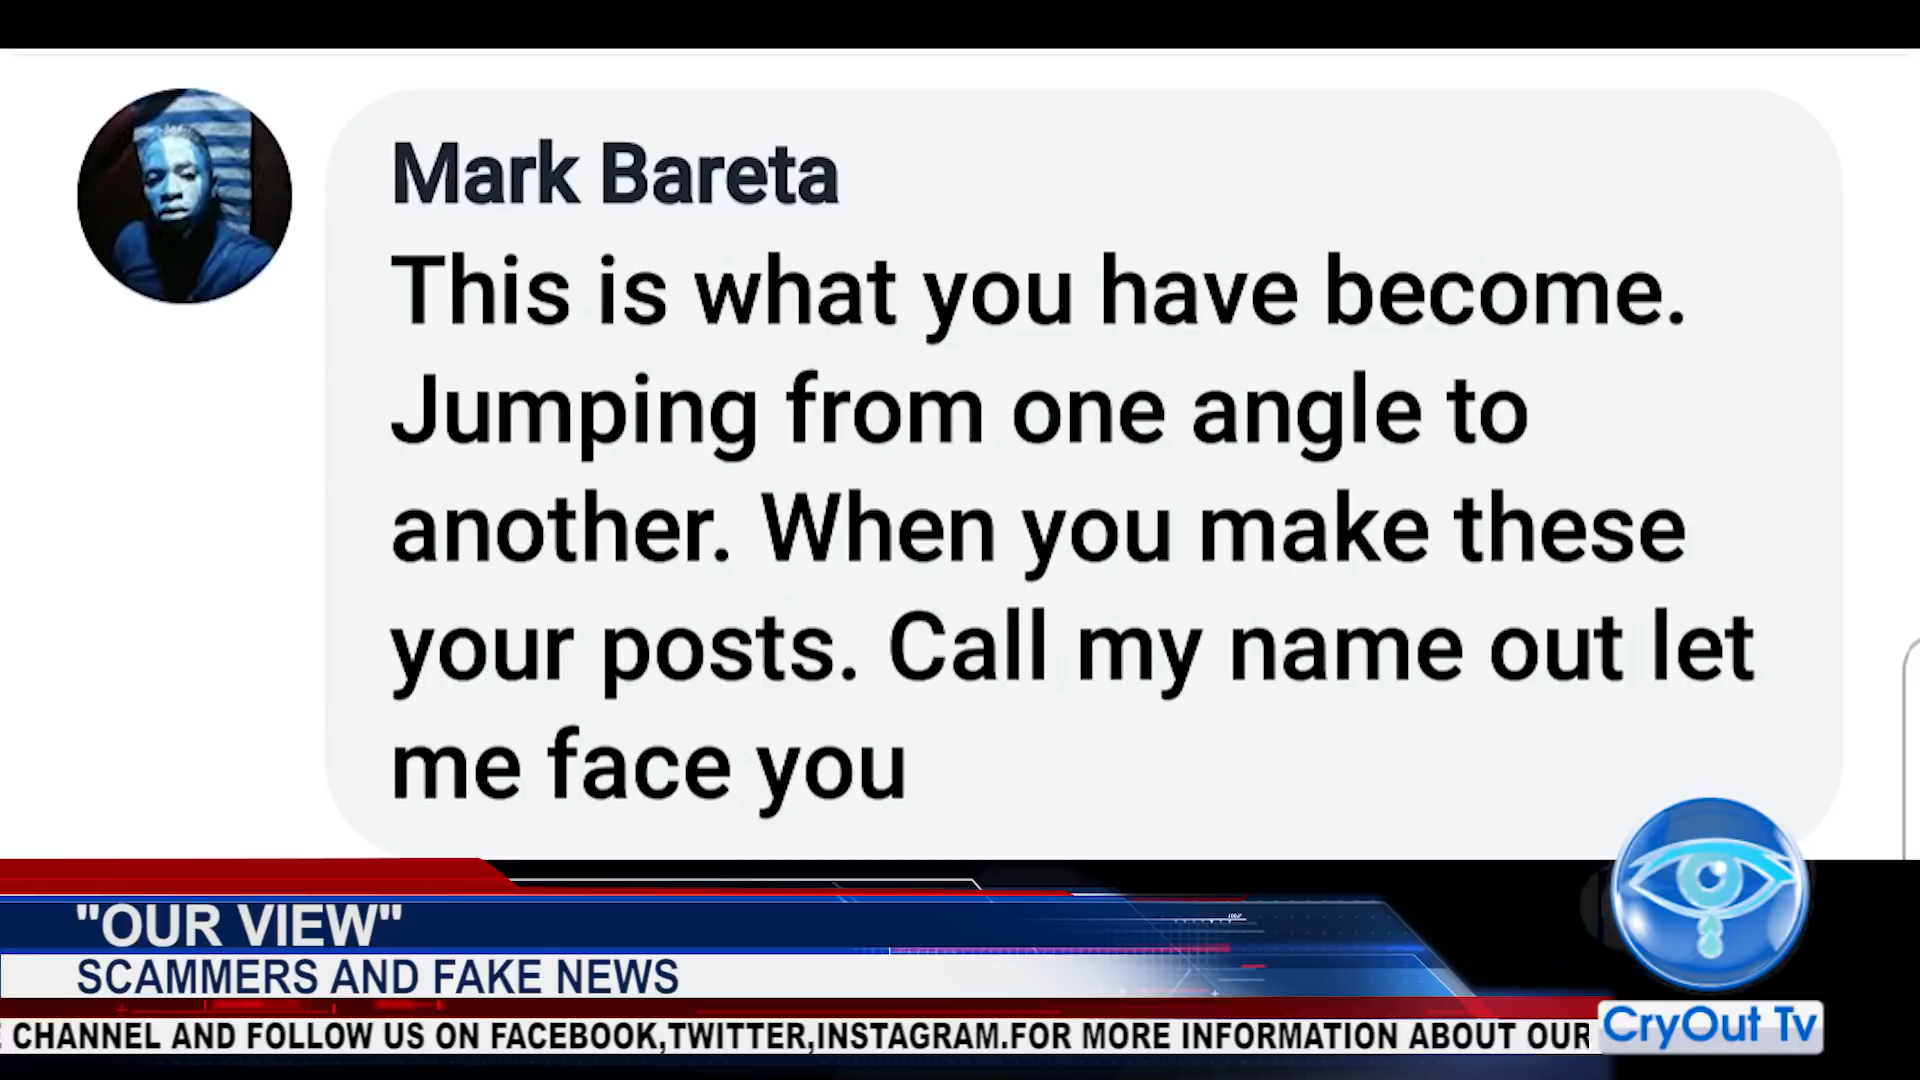 Mark Bareta
This is what you have become.
Jumping from one angle to
another. When you make these
your posts. Call my name out let
me face you
"OUR VIEW"
SCAMMERS AND FAKE NEWS
CHANNEL AND FOLLOW US ON FACEBOOK,TWITTER,INSTAGRAM.FOR MORE INFORMATION ABOUT OUR
CryOut Tv